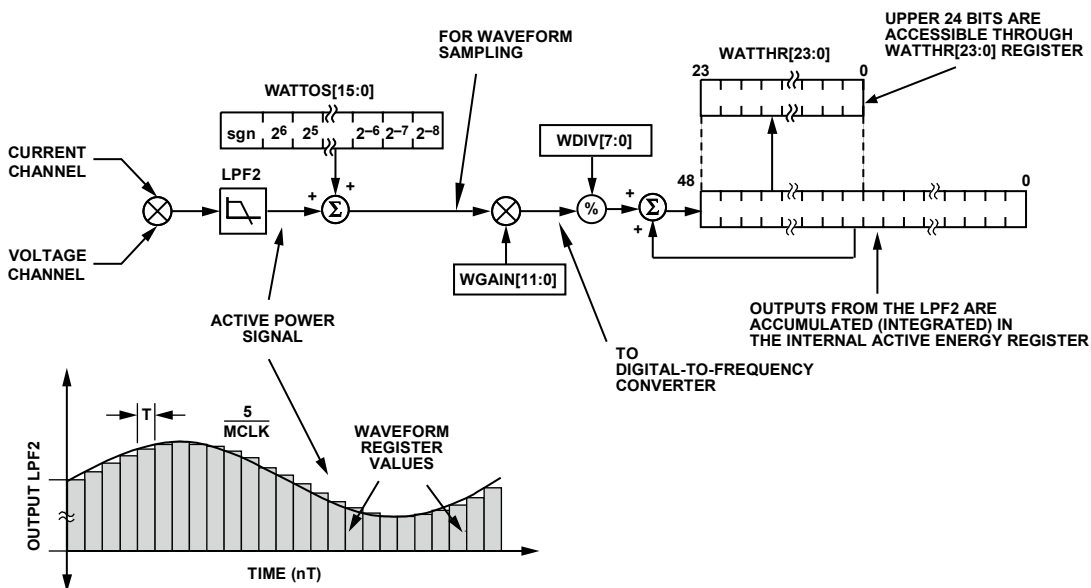 UPPER 24 BITS ARE
ACCESSIBLE THROUGH
WATTHR[23:0] REGISTER
FOR WAVEFORM
SAMPLING
WATTHR[23:0]
23
0
WATTOS[15:0]
sgn 2⁶ 2⁵ 2⁻⁶ 2⁻⁷ 2⁻⁸
WDIV[7:0]
CURRENT
CHANNEL
LPF2
48
0
+
+
Σ
%
+
Σ
+
VOLTAGE
CHANNEL
WGAIN[11:0]
ACTIVE POWER
SIGNAL
OUTPUTS FROM THE LPF2 ARE
ACCUMULATED (INTEGRATED) IN
THE INTERNAL ACTIVE ENERGY REGISTER
TO
DIGITAL-TO-FREQUENCY
CONVERTER
T
5
MCLK
WAVEFORM
REGISTER
VALUES
OUTPUT LPF2
TIME (nT)